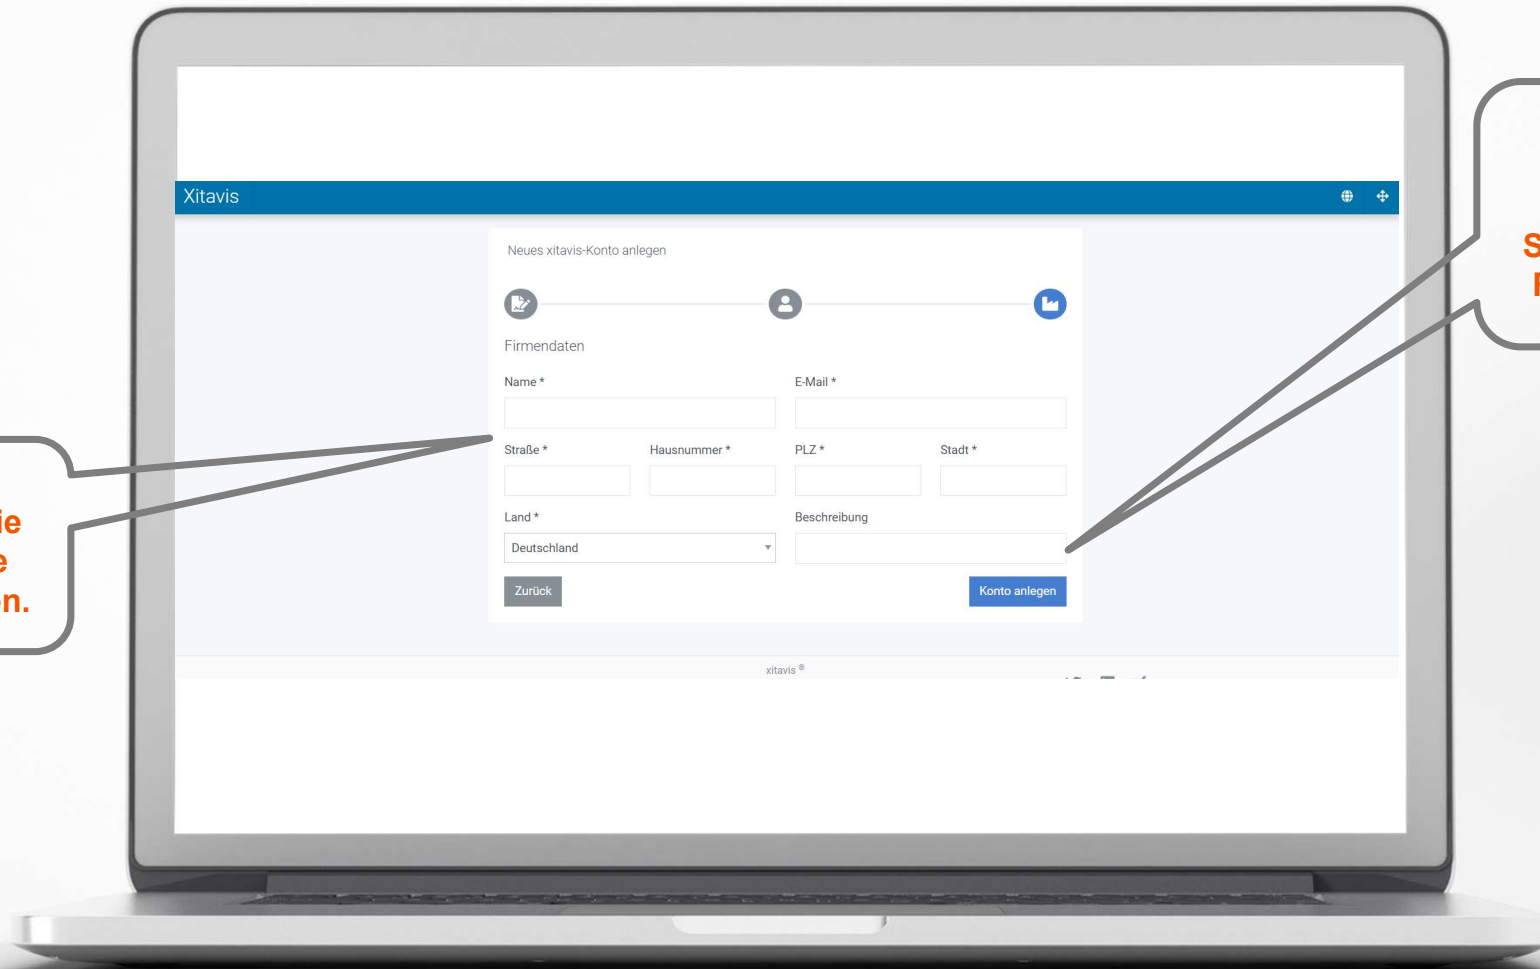 Xitavis
Neues xitavis-Konto anlegen
Firmendaten
Name * E-Mail *
Straße * Hausnummer * PLZ * Stadt *
Land * Beschreibung
Deutschland
Zurück Konto anlegen
xitavis ®